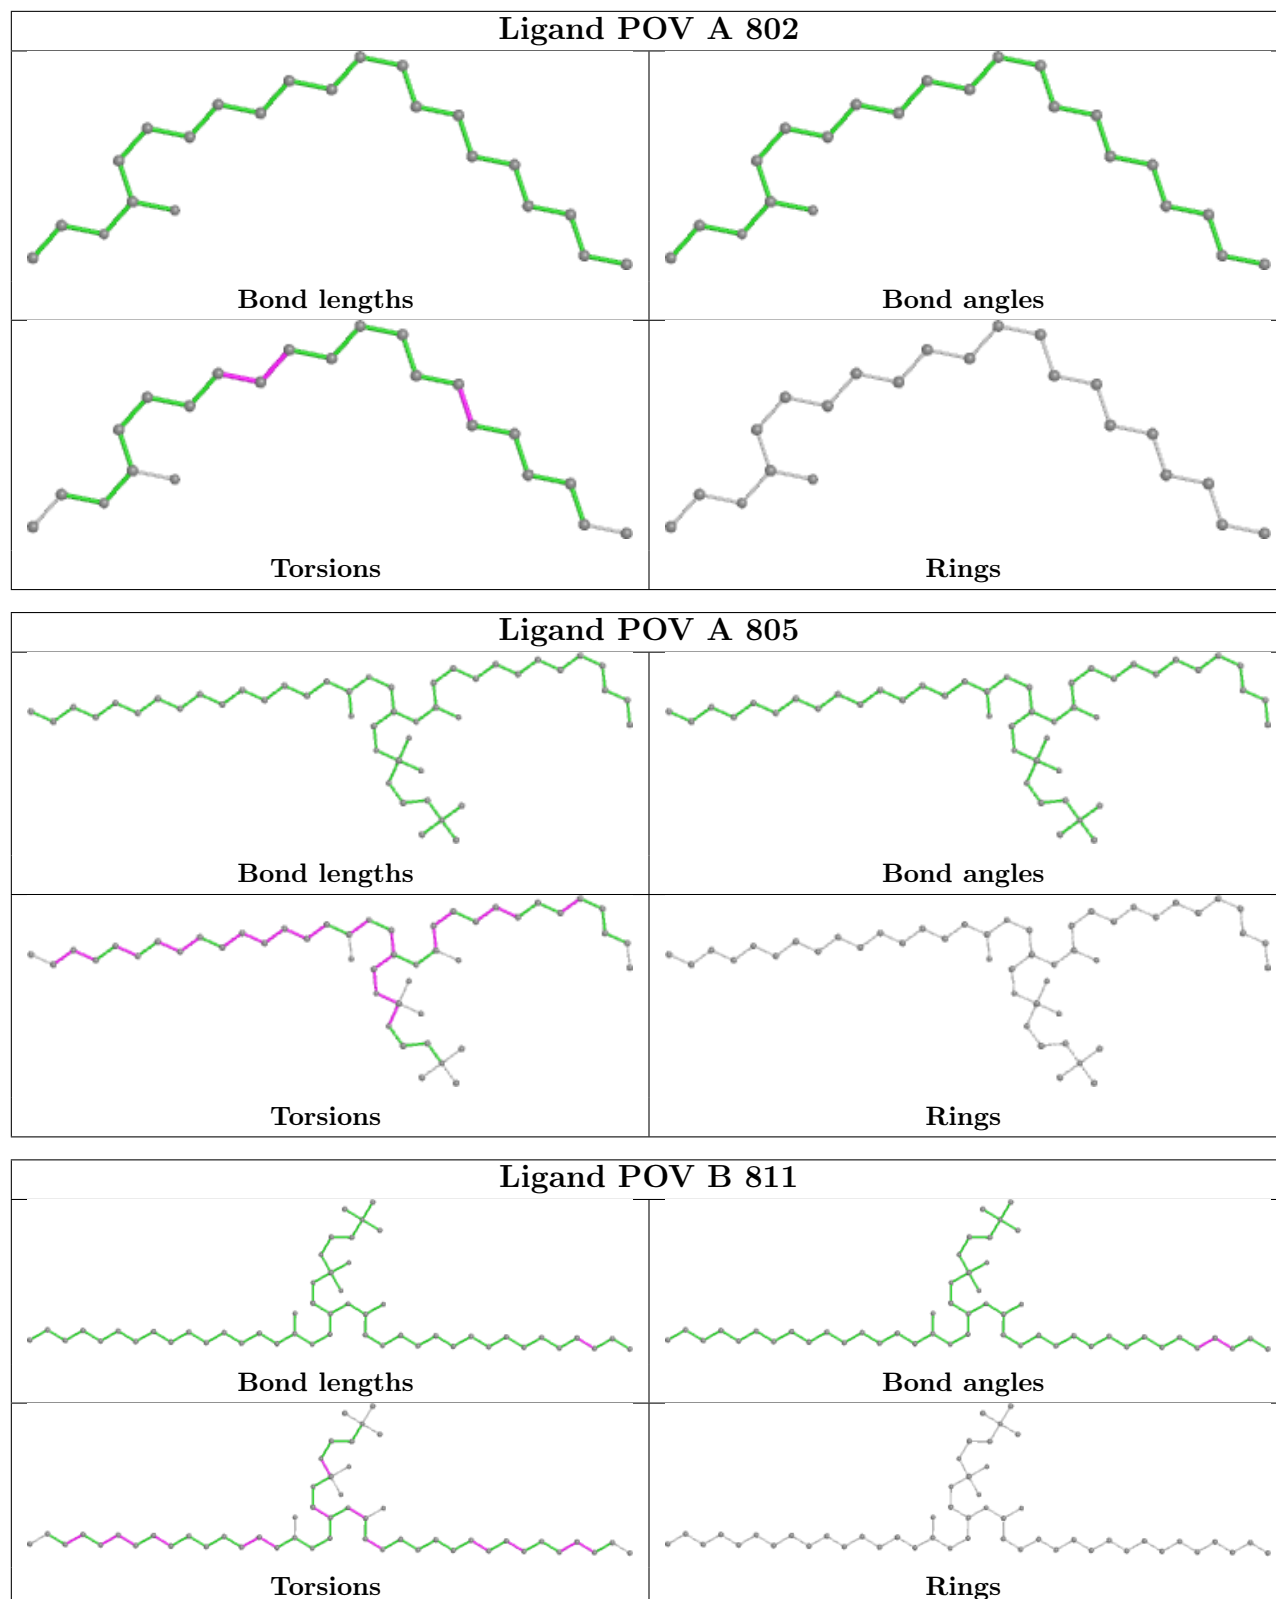 Ligand POV A 802
Bond lengths
Bond angles
Torsions
Rings
Ligand POV A 805
Bond lengths
Bond angles
Torsions
Rings
Ligand POV B 811
Bond lengths
Bond angles
Torsions
Rings